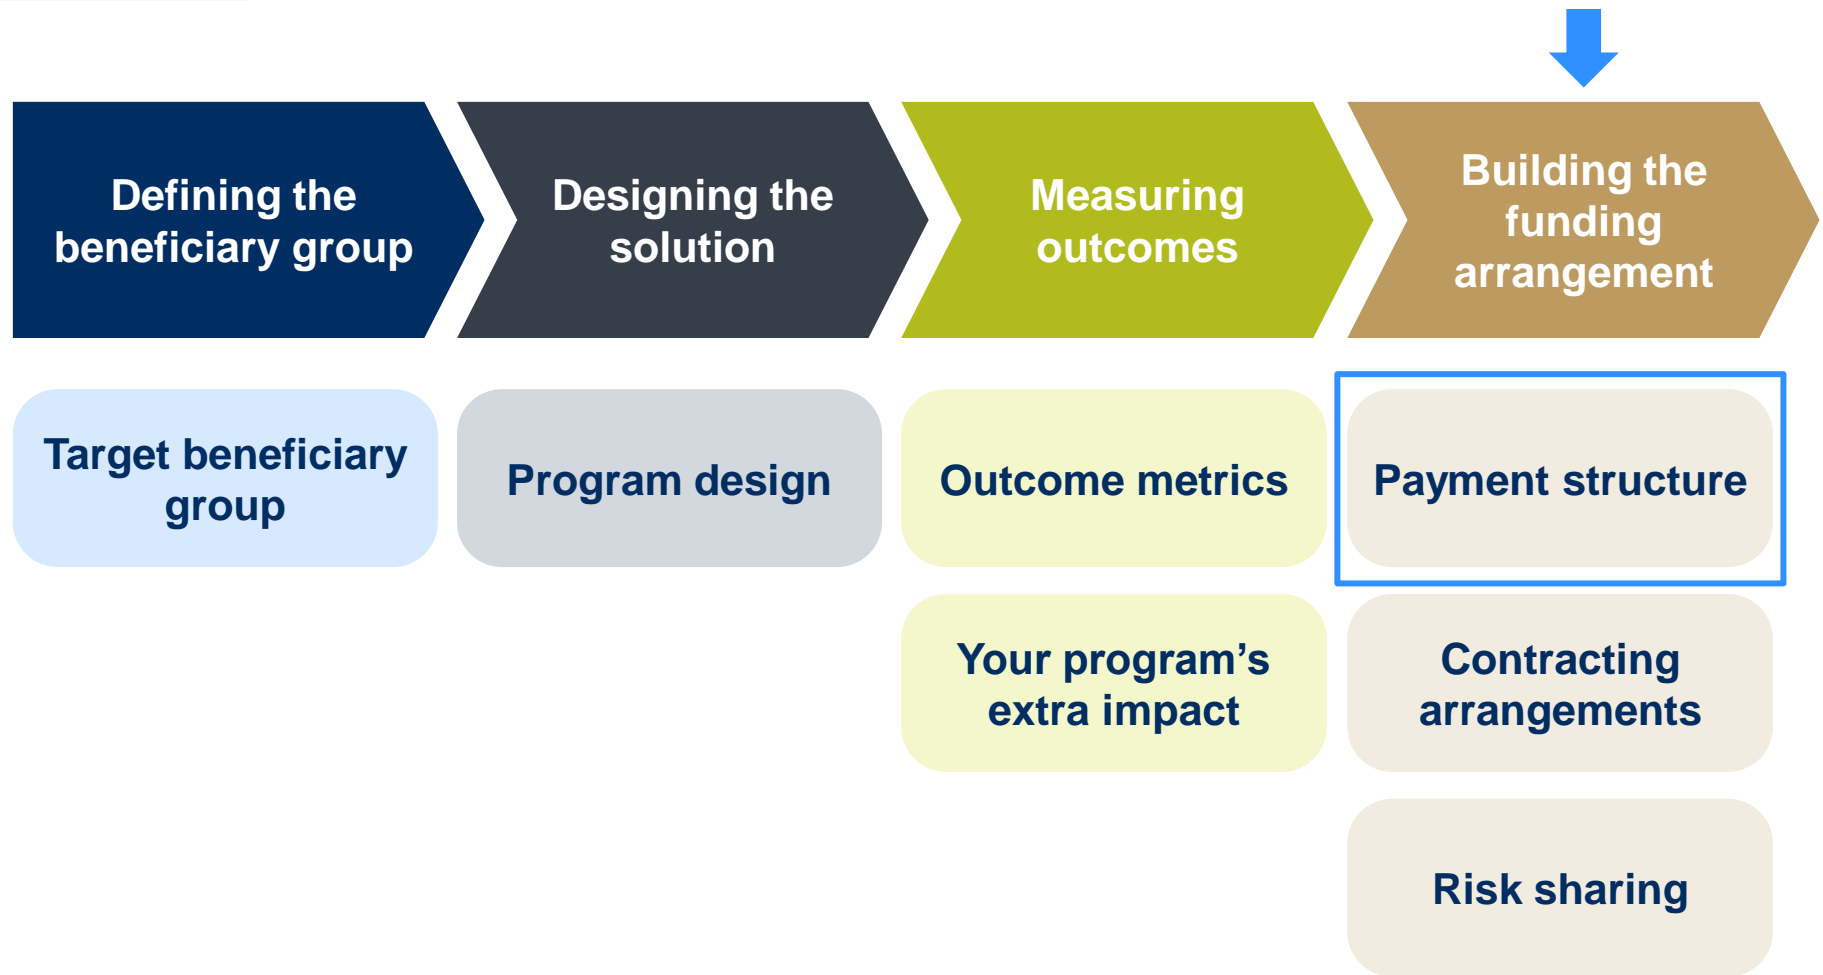 Defining the
beneficiary group
Designing the
solution
Measuring
outcomes
Building the
funding
arrangement
Target beneficiary
group
Program design
Outcome metrics
Payment structure
Your program’s
extra impact
Contracting
arrangements
Risk sharing